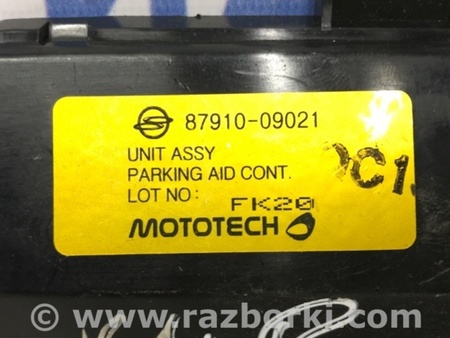 87910-09021
UNIT ASSY
PARKING AID CONT.
LOT NO: FK20
MOTOTECH
© www.razborki.com